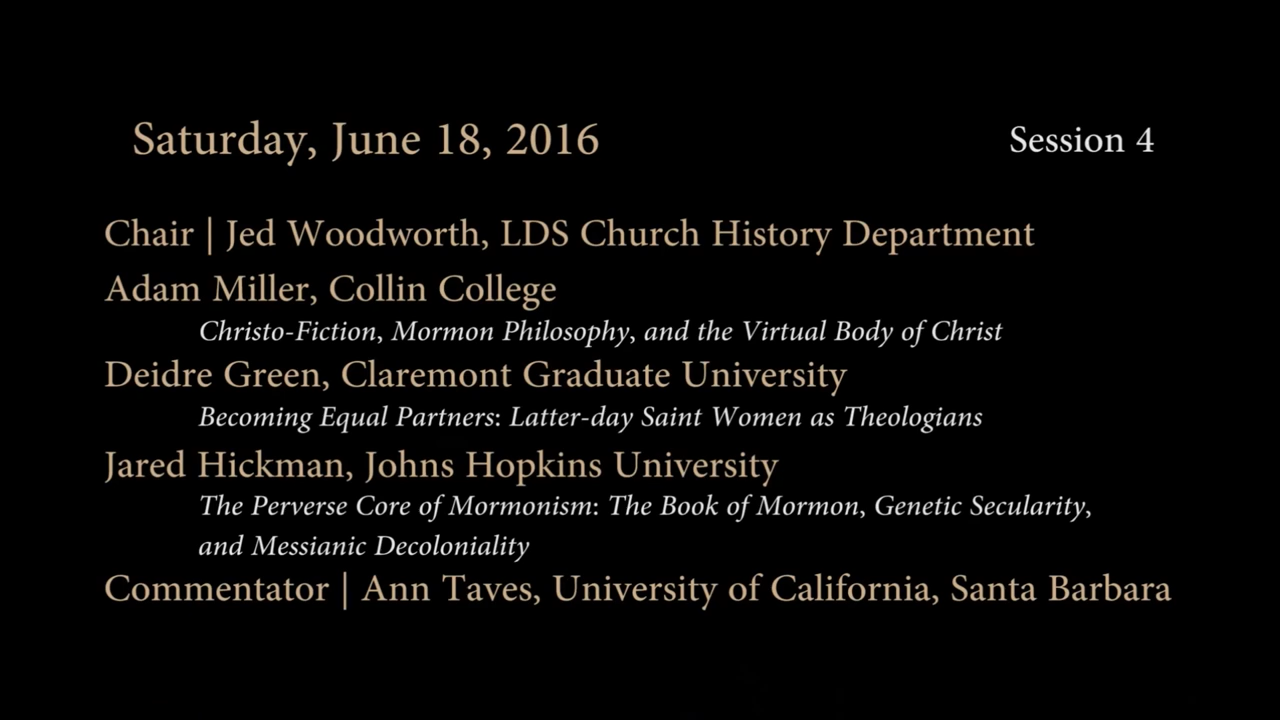 Saturday, June 18, 2016
Session 4
Chair | Jed Woodworth, LDS Church History Department
Adam Miller, Collin College
Christo-Fiction, Mormon Philosophy, and the Virtual Body of Christ
Deidre Green, Claremont Graduate University
Becoming Equal Partners: Latter-day Saint Women as Theologians
Jared Hickman, Johns Hopkins University
The Perverse Core of Mormonism: The Book of Mormon, Genetic Secularity,
and Messianic Decoloniality
Commentator | Ann Taves, University of California, Santa Barbara